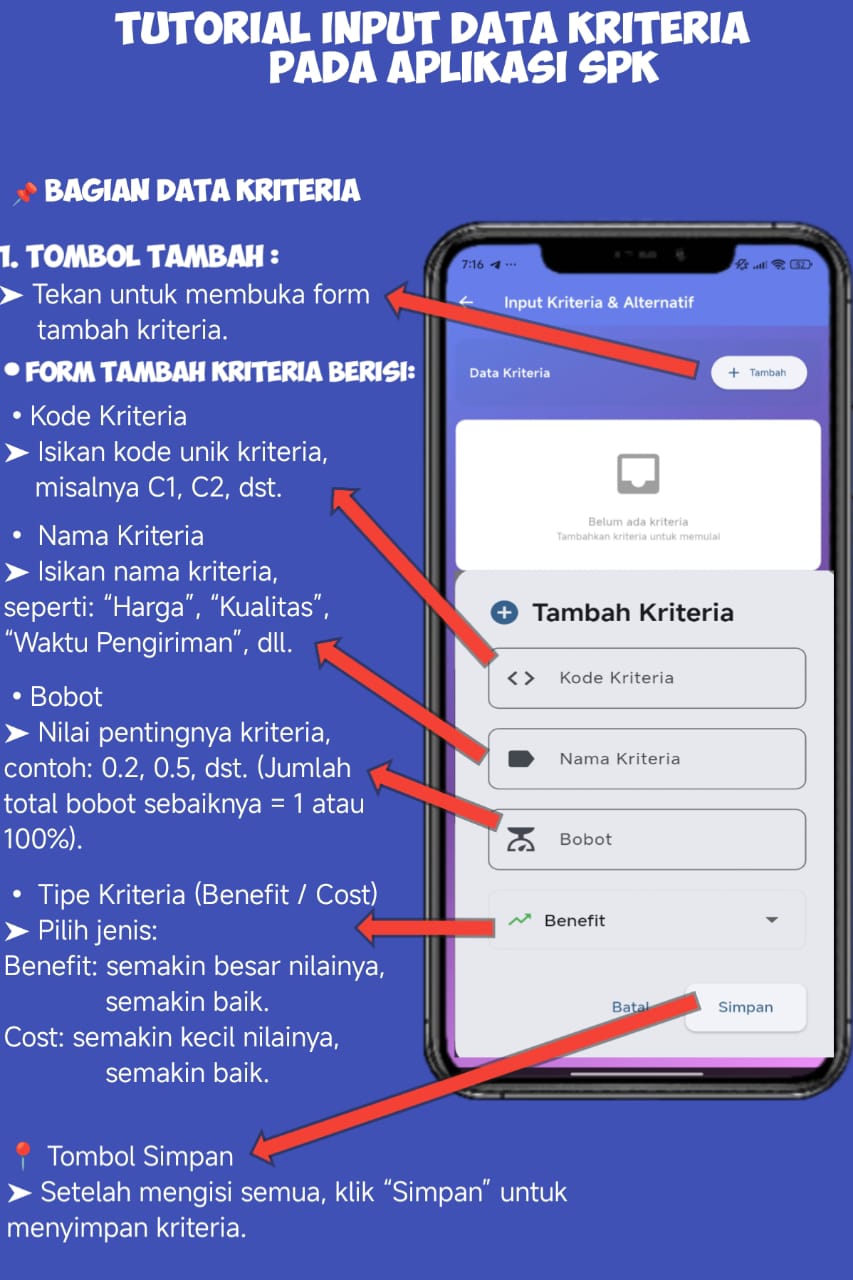 TUTORIAL INPUT DATA KRITERIA
PADA APLIKASI SPK
📌 BAGIAN DATA KRITERIA
1. TOMBOL TAMBAH :
➤ Tekan untuk membuka form
tambah kriteria.
• FORM TAMBAH KRITERIA BERISI:
• Kode Kriteria
➤ Isikan kode unik kriteria,
misalnya C1, C2, dst.
• Nama Kriteria
➤ Isikan nama kriteria,
seperti: “Harga”, “Kualitas”,
“Waktu Pengiriman”, dll.
• Bobot
➤ Nilai pentingnya kriteria,
contoh: 0.2, 0.5, dst. (Jumlah
total bobot sebaiknya = 1 atau
100%).
• Tipe Kriteria (Benefit / Cost)
➤ Pilih jenis:
Benefit: semakin besar nilainya,
semakin baik.
Cost: semakin kecil nilainya,
semakin baik.
📍 Tombol Simpan
➤ Setelah mengisi semua, klik “Simpan” untuk
menyimpan kriteria.
7:16
52
← Input Kriteria & Alternatif
Data Kriteria
+ Tambah
Belum ada kriteria
Tambahkan kriteria untuk memulai
Tambah Kriteria
Kode Kriteria
Nama Kriteria
Bobot
Benefit
Batal
Simpan